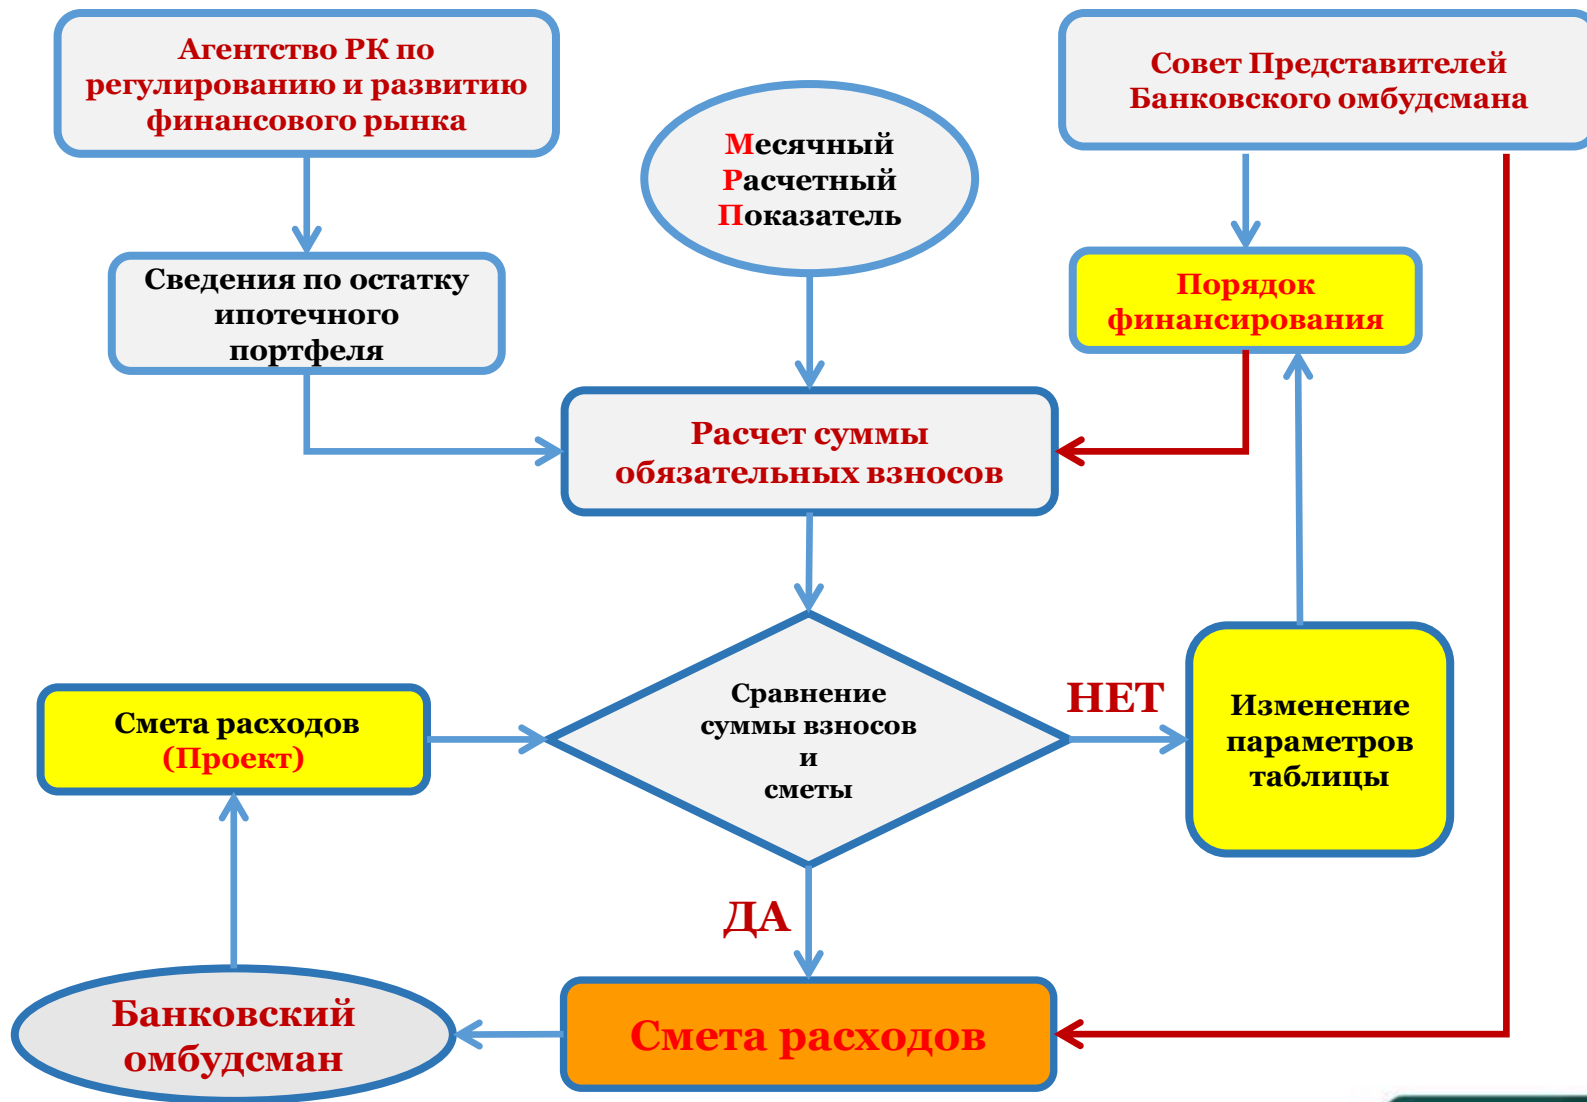 Агентство РК по
регулированию и развитию
финансового рынка
Совет Представителей
Банковского омбудсмана
Месячный
Расчетный
Показатель
Сведения по остатку
ипотечного
портфеля
Порядок
финансирования
Расчет суммы
обязательных взносов
Сравнение
суммы взносов
и
сметы
НЕТ
Изменение
параметров
таблицы
Смета расходов
(Проект)
ДА
Банковский
омбудсман
Смета расходов